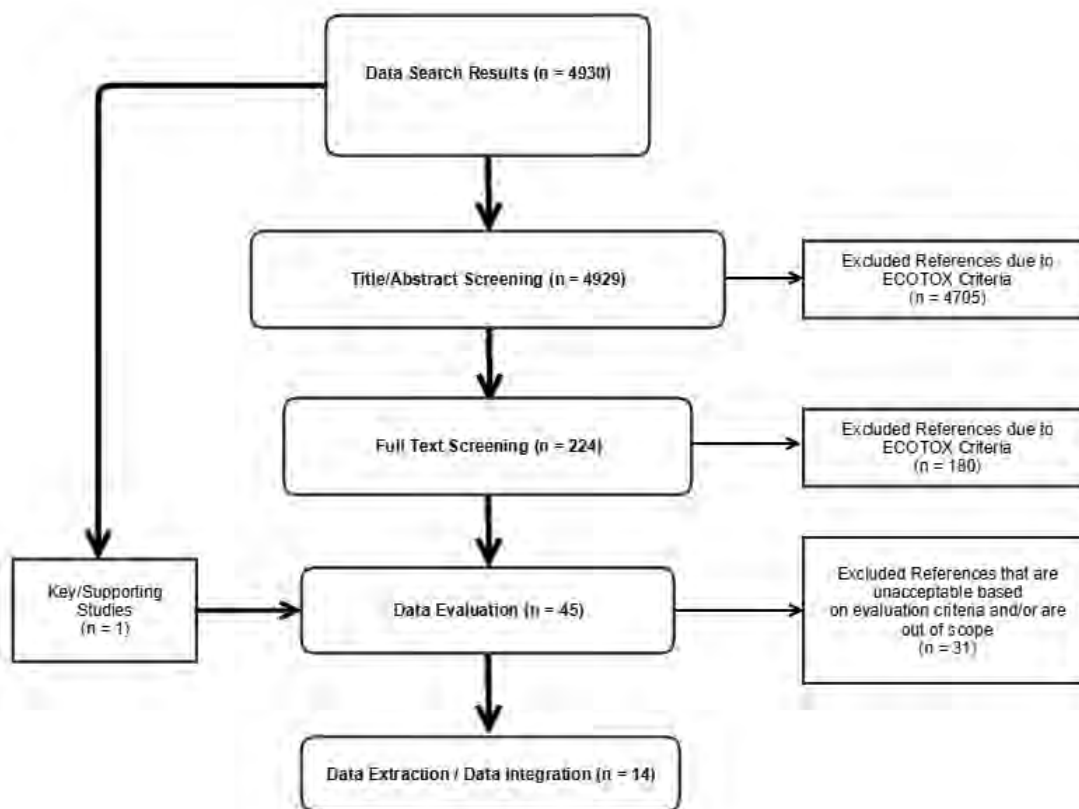 Data Search Results (n = 4930)
Title/Abstract Screening (n = 4929)
Excluded References due to
ECOTOX Criteria
(n = 4705)
Full Text Screening (n = 224)
Excluded References due to
ECOTOX Criteria
(n = 180)
Key/Supporting
Studies
(n = 1)
Data Evaluation (n = 45)
Excluded References that are
unacceptable based
on evaluation criteria and/or are
out of scope
(n = 31)
Data Extraction / Data Integration (n = 14)